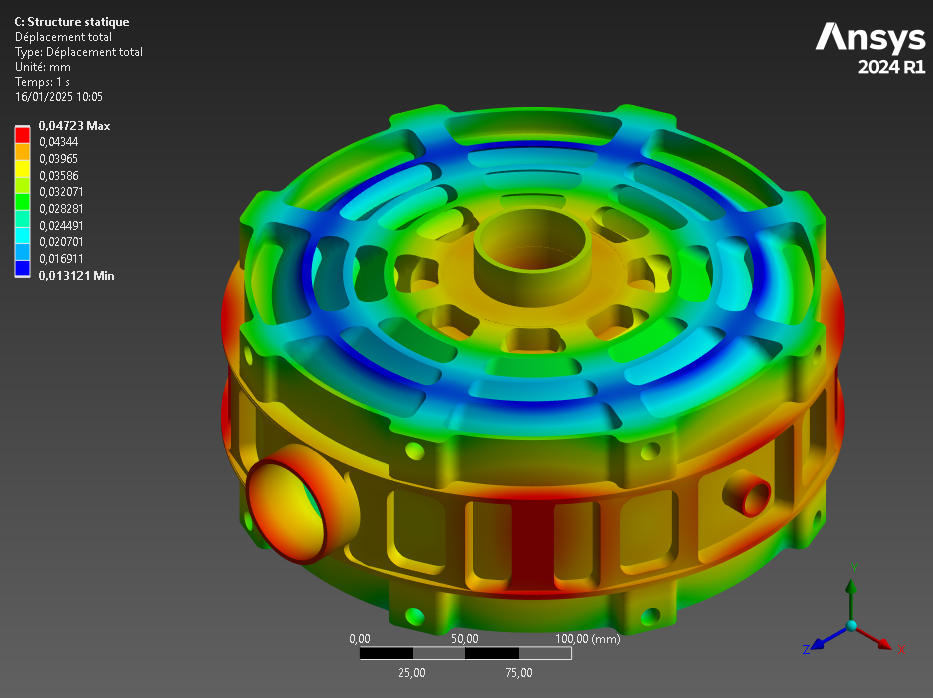 C: Structure statique
Déplacement total
Type: Déplacement total
Unité: mm
Temps: 1 s
16/01/2025 10:05
Ansys
2024 R1
0,04723 Max
0,04344
0,03965
0,03586
0,032071
0,028281
0,024491
0,020701
0,016911
0,013121 Min
0,00
50,00
100,00 (mm)
25,00
75,00
Y
Z
X